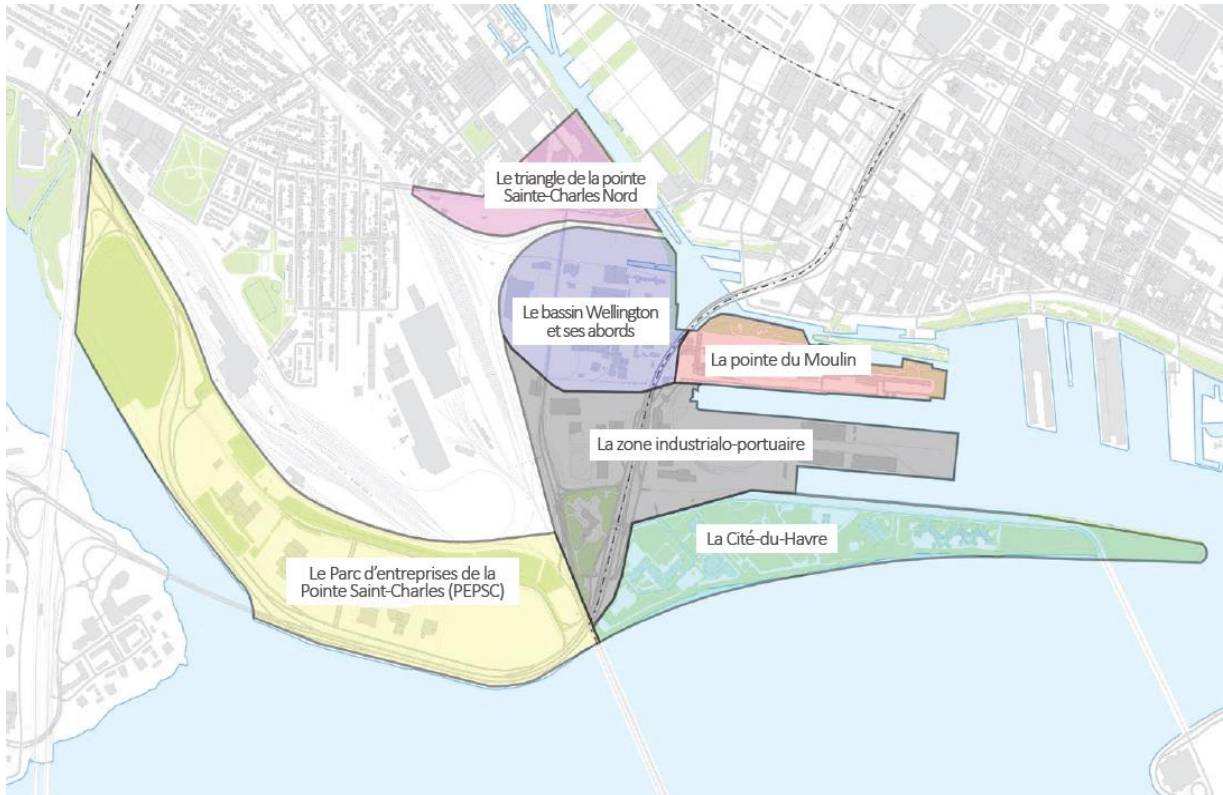 Le triangle de la pointe
Sainte-Charles Nord
Le bassin Wellington
et ses abords
La pointe du Moulin
La zone industrialo-portuaire
La Cité-du-Havre
Le Parc d'entreprises de la
Pointe Saint-Charles (PEPSC)